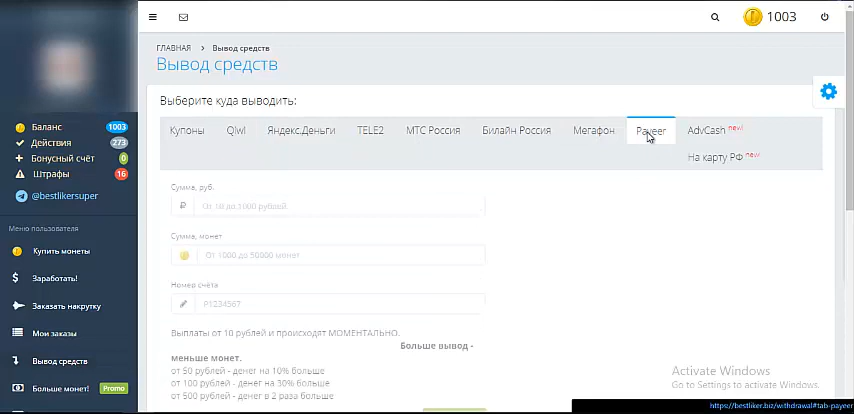 1003
ГЛАВНАЯ > Вывод средств
Вывод средств
Выберите куда выводить:
Купоны Qiwi Яндекс.Деньги TELE2 МТС Россия Билайн Россия Мегафон Payeer AdvCash new!
На карту РФ new
Сумма, руб.
От 10 до 1000 рублей
Сумма, монет
От 1000 до 50000 монет
Номер счёта
P1234567
Выплаты от 10 рублей и происходят МОМЕНТАЛЬНО.
Больше вывод -
меньше монет.
от 50 рублей - денег на 10% больше
от 100 рублей - денег на 30% больше
от 500 рублей - денег в 2 раза больше
Баланс 1003
Действия 273
Бонусный счёт 0
Штрафы 16
@bestlikersuper
Меню пользователя
Купить монеты
Заработать!
Заказать накрутку
Мои заказы
Вывод средств
Больше монет! Promo
Activate Windows
Go to Settings to activate Windows.
https://bestliker.biz/withdrawal#tab-payeer